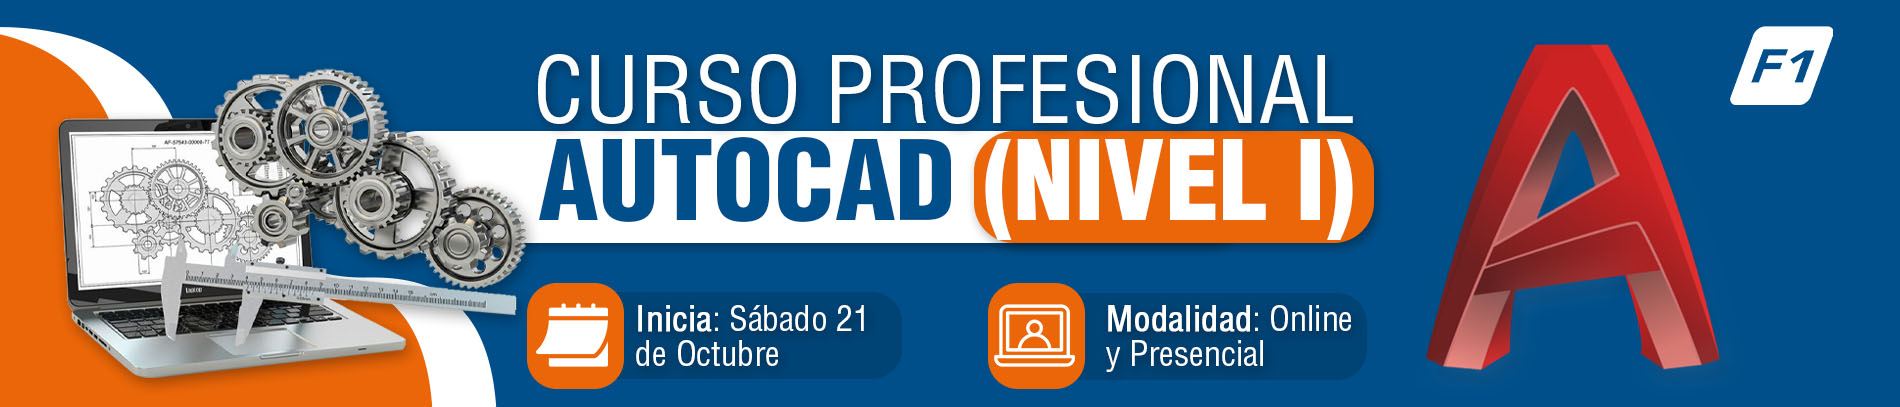 CURSO PROFESIONAL
AUTOCAD (NIVEL I)
F1
Inicia: Sábado 21
de Octubre
Modalidad: Online
y Presencial